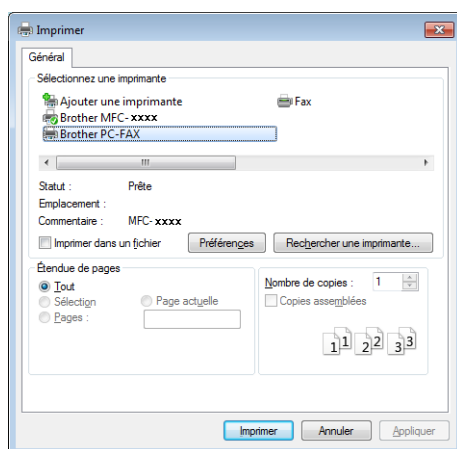 Imprimer
Général
Sélectionnez une imprimante
Ajouter une imprimante Fax
Brother MFC- xxxx
Brother PC-FAX
Statut : Prête
Emplacement :
Commentaire : MFC- xxxx
Imprimer dans un fichier Préférences Rechercher une imprimante...
Étendue de pages
Tout
Sélection Page actuelle
Pages :
Nombre de copies : 1
Copies assemblées
1 1 2 2 3 3
Imprimer Annuler Appliquer